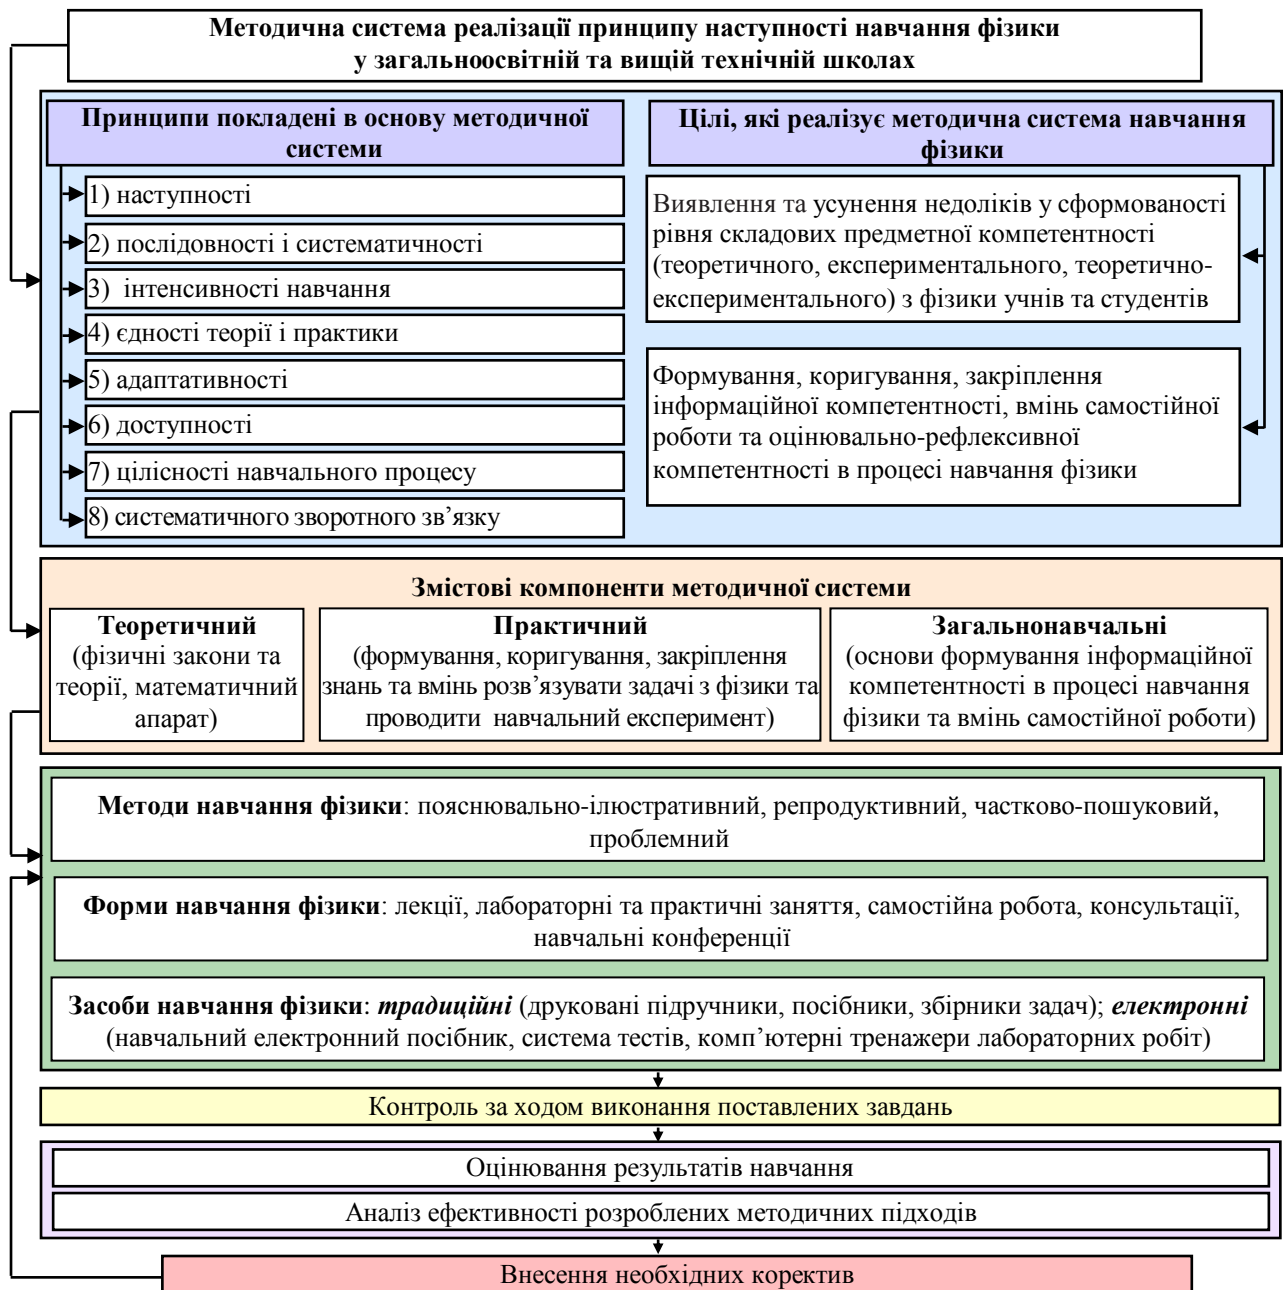 Методична система реалізації принципу наступності навчання фізики
у загальноосвітній та вищій технічній школах
Принципи покладені в основу методичної
системи
1) наступності
2) послідовності і систематичності
3) інтенсивності навчання
4) єдності теорії і практики
5) адаптативності
6) доступності
7) цілісності навчального процесу
8) систематичного зворотного зв’язку
Цілі, які реалізує методична система навчання
фізики
Виявлення та усунення недоліків у сформованості
рівня складових предметної компетентності
(теоретичного, експериментального, теоретично-
експериментального) з фізики учнів та студентів
Формування, коригування, закріплення
інформаційної компетентності, вмінь самостійної
роботи та оцінювально-рефлексивної
компетентності в процесі навчання фізики
Змістові компоненти методичної системи
Теоретичний
(фізичні закони та
теорії, математичний
апарат)
Практичний
(формування, коригування, закріплення
знань та вмінь розв’язувати задачі з фізики та
проводити навчальний експеримент)
Загальнонавчальні
(основи формування інформаційної
компетентності в процесі навчання
фізики та вмінь самостійної роботи)
Методи навчання фізики: пояснювально-ілюстративний, репродуктивний, частково-пошуковий,
проблемний
Форми навчання фізики: лекції, лабораторні та практичні заняття, самостійна робота, консультації,
навчальні конференції
Засоби навчання фізики: традиційні (друковані підручники, посібники, збірники задач); електронні
(навчальний електронний посібник, система тестів, комп’ютерні тренажери лабораторних робіт)
Контроль за ходом виконання поставлених завдань
Оцінювання результатів навчання
Аналіз ефективності розроблених методичних підходів
Внесення необхідних коректив